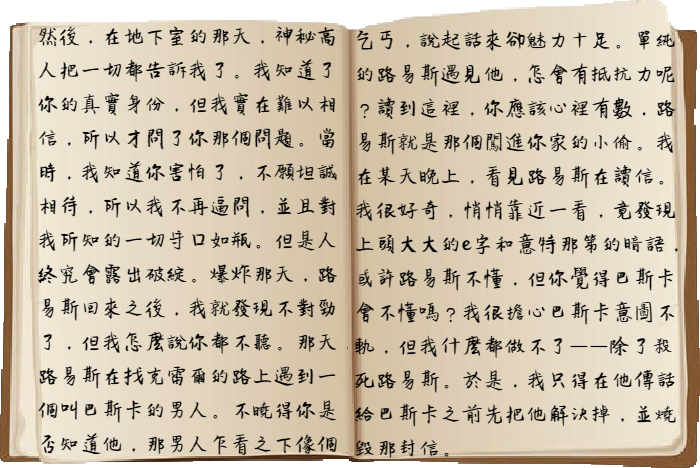 然後，在地下室的那天，神秘高
人把一切都告訴我了。我知道了
你的真實身份，但我實在難以相
信，所以才問了你那個問題。當
時，我知道你害怕了，不願坦誠
相待，所以我不再逼問，並且對
我所知的一切守口如瓶。但是人
終究會露出破綻。爆炸那天，路
易斯回來之後，我就發現不對勁
了，但我怎麼說你都不聽。那天
路易斯在找克雷爾的路上遇到一
個叫巴斯卡的男人。不曉得你是
否知道他，那男人乍看之下像個
乞丐，說起話來卻魅力十足。單純
的路易斯遇見他，怎會有抵抗力呢
？讀到這裡，你應該心裡有數，路
易斯就是那個闖進你家的小偷。我
在某天晚上，看見路易斯在讀信。
我很好奇，悄悄靠近一看，竟發現
上頭大大的e字和意特那第的暗語，
或許路易斯不懂，但你覺得巴斯卡
會不懂嗎？我很擔心巴斯卡意圖不
軌，但我什麼都做不了——除了殺
死路易斯。於是，我只得在他傳話
給巴斯卡之前先把他解決掉，並燒
毀那封信。